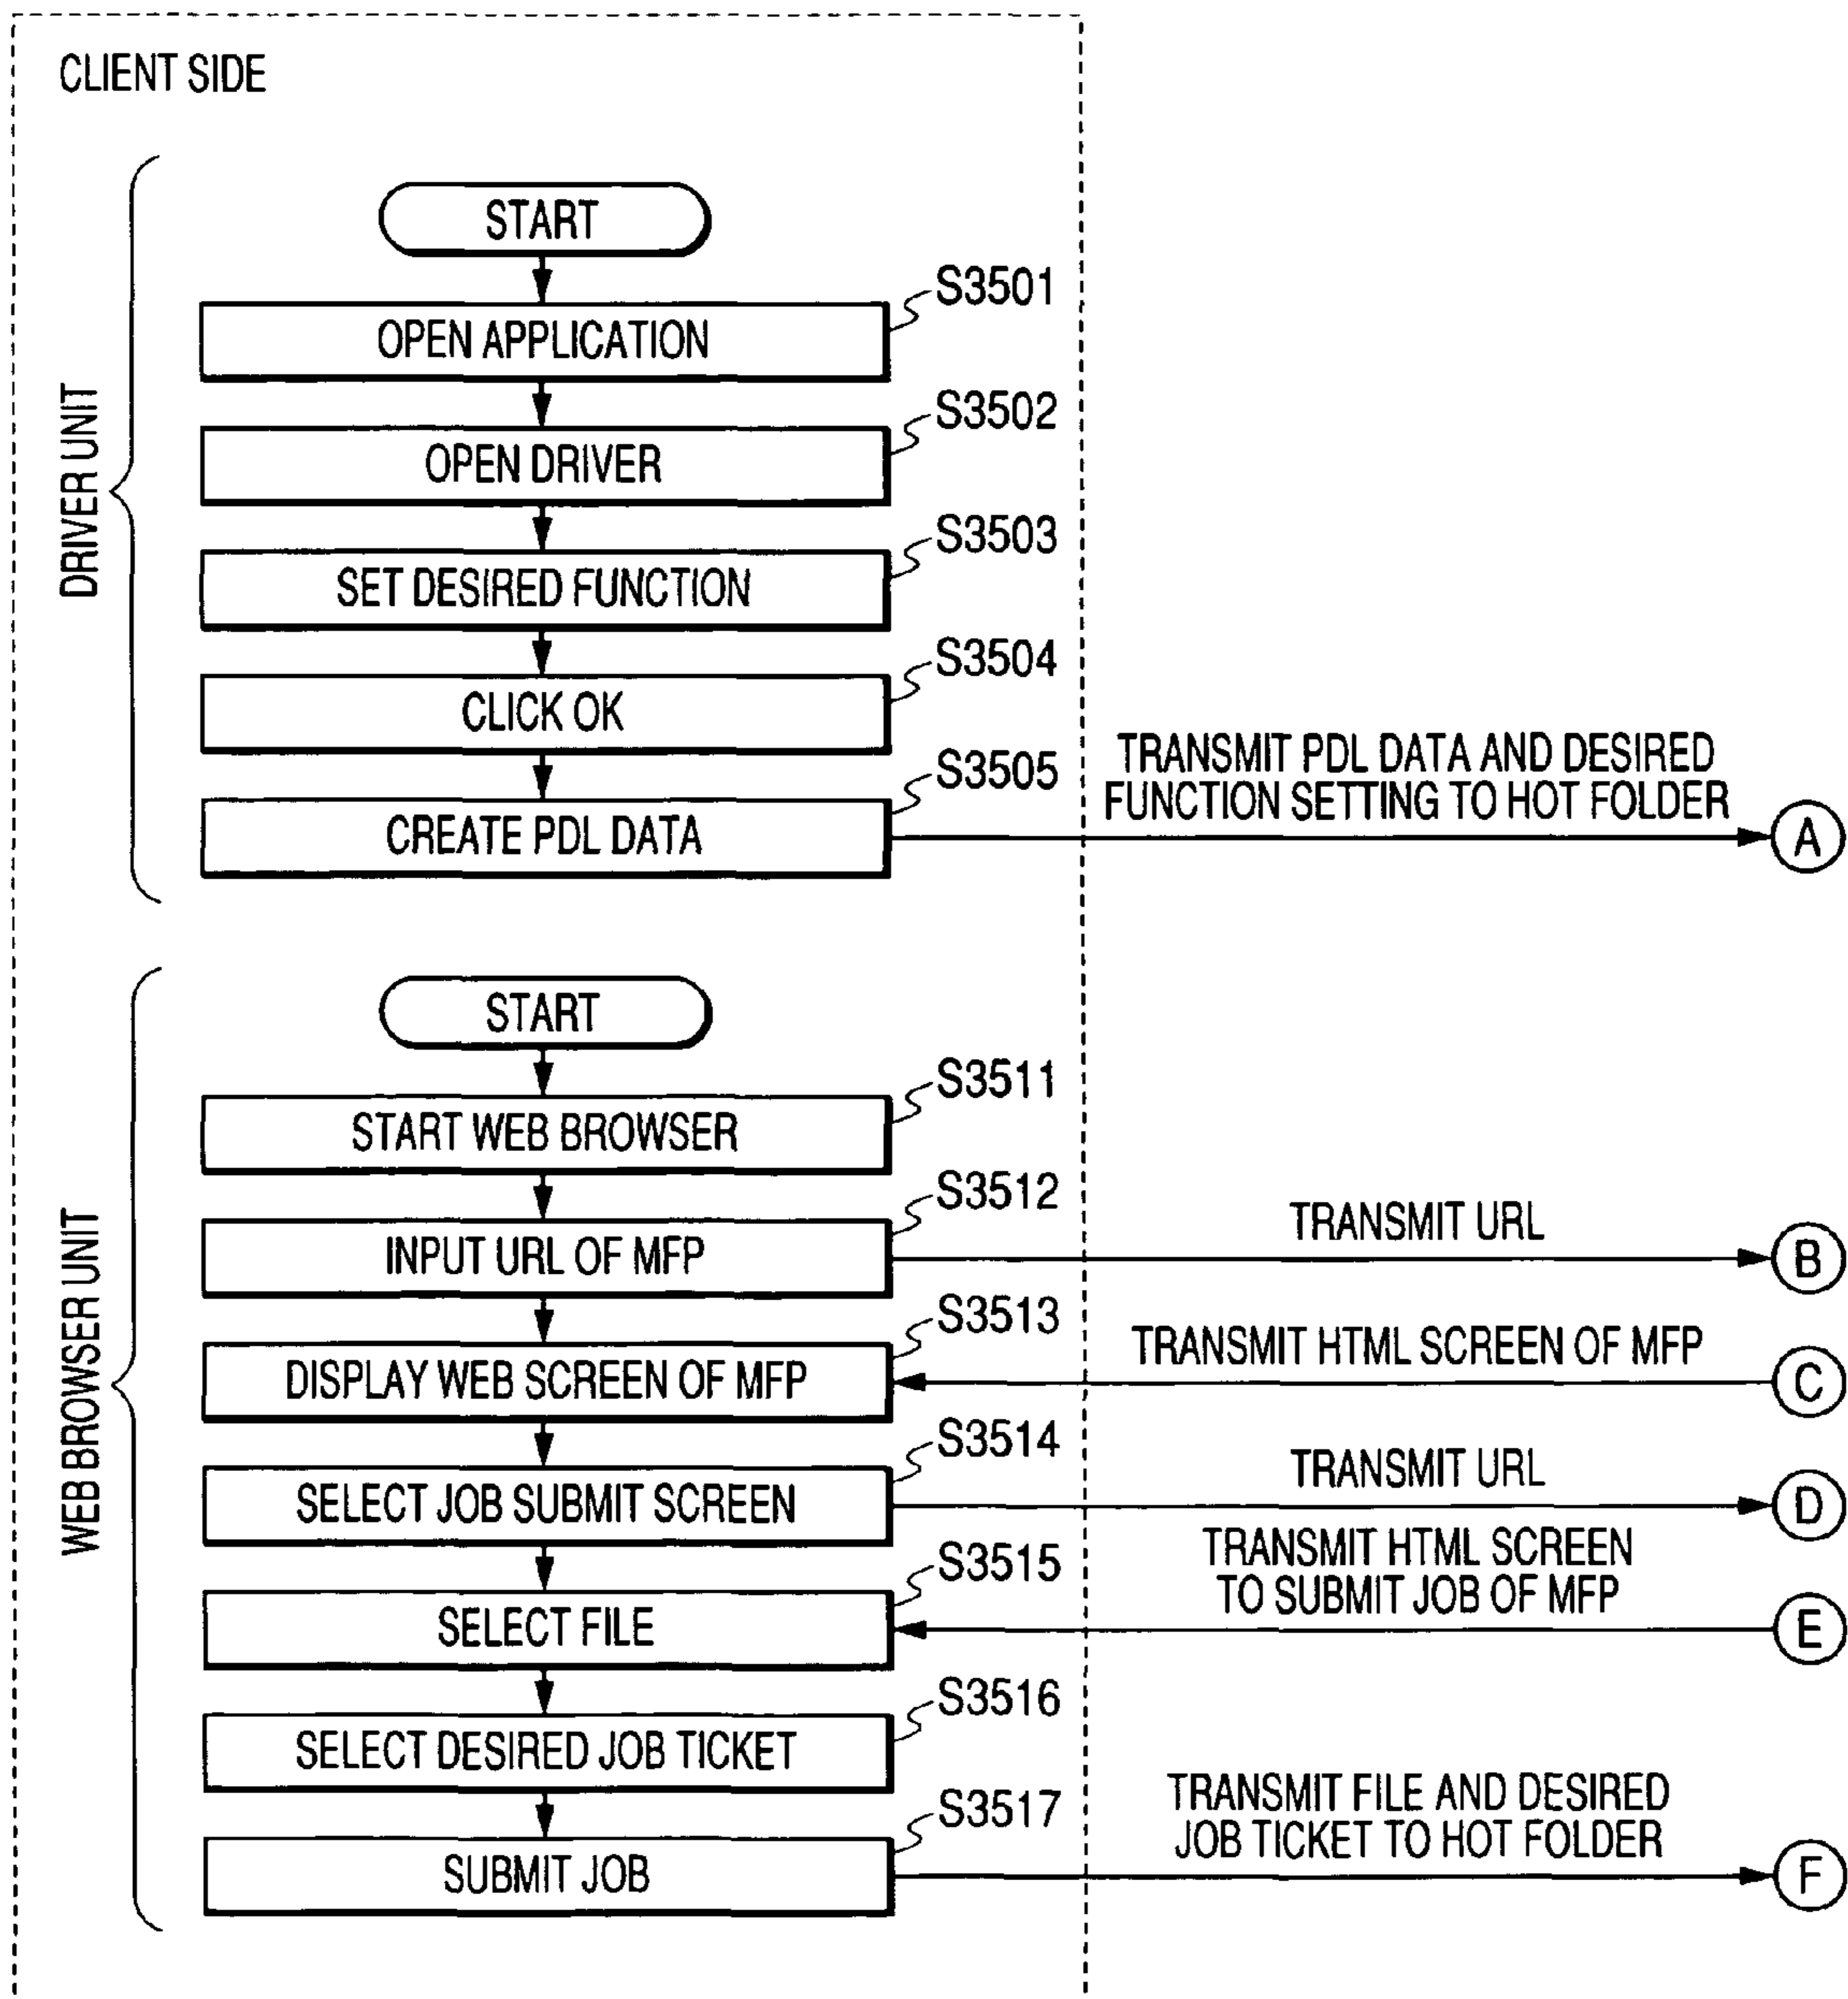 CLIENT SIDE
DRIVER UNIT
START
S3501
OPEN APPLICATION
S3502
OPEN DRIVER
S3503
SET DESIRED FUNCTION
S3504
CLICK OK
S3505
CREATE PDL DATA
TRANSMIT PDL DATA AND DESIRED
FUNCTION SETTING TO HOT FOLDER
A
WEB BROWSER UNIT
START
S3511
START WEB BROWSER
S3512
INPUT URL OF MFP
TRANSMIT URL
B
S3513
DISPLAY WEB SCREEN OF MFP
TRANSMIT HTML SCREEN OF MFP
C
S3514
SELECT JOB SUBMIT SCREEN
TRANSMIT URL
D
S3515
SELECT FILE
TRANSMIT HTML SCREEN
TO SUBMIT JOB OF MFP
E
S3516
SELECT DESIRED JOB TICKET
S3517
SUBMIT JOB
TRANSMIT FILE AND DESIRED
JOB TICKET TO HOT FOLDER
F